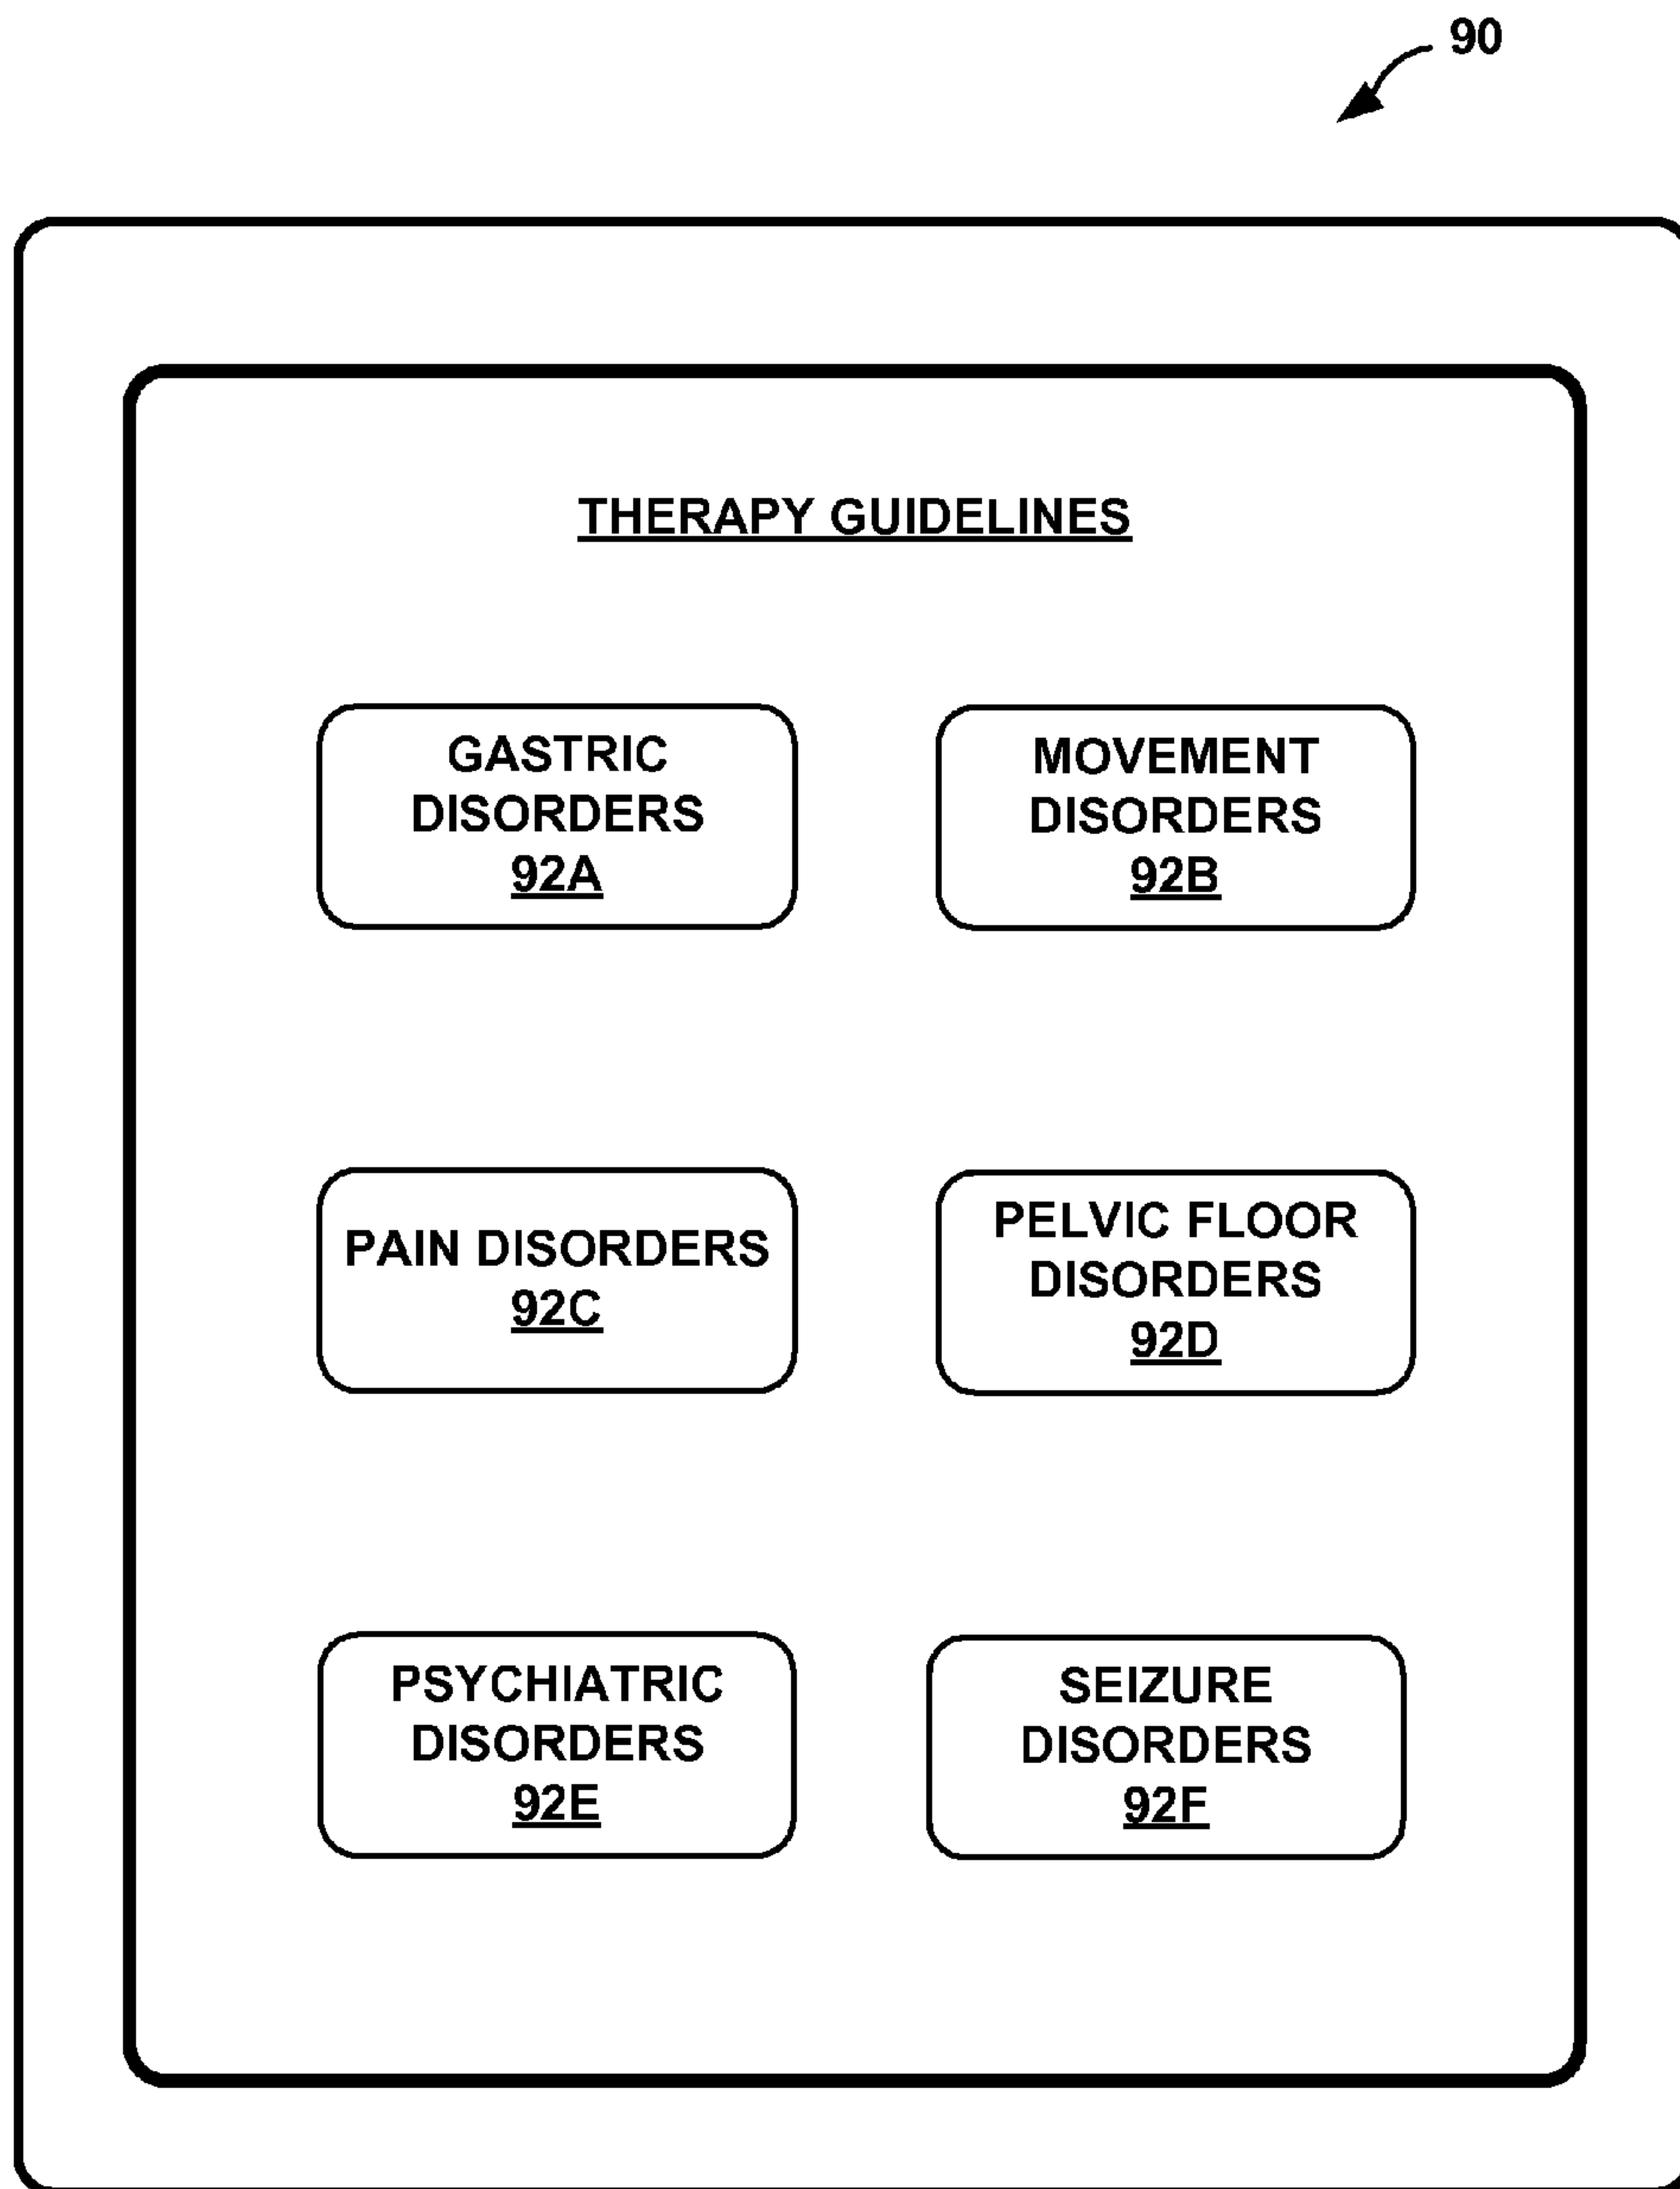 90
THERAPY GUIDELINES
GASTRIC
DISORDERS
92A
MOVEMENT
DISORDERS
92B
PAIN DISORDERS
92C
PELVIC FLOOR
DISORDERS
92D
PSYCHIATRIC
DISORDERS
92E
SEIZURE
DISORDERS
92F